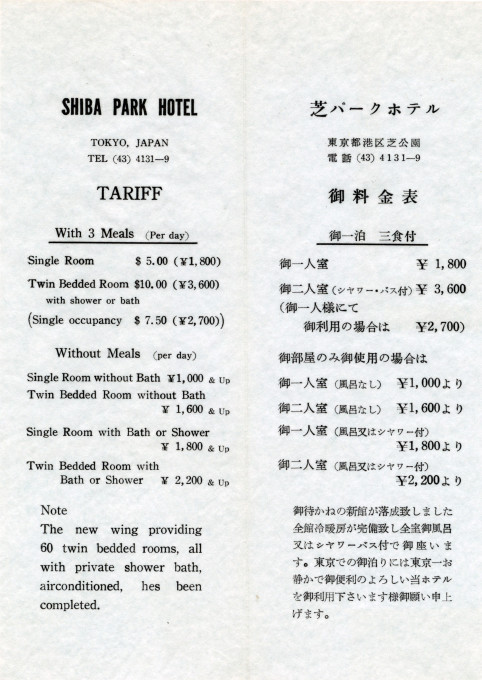 SHIBA PARK HOTEL
TOKYO, JAPAN
TEL (43) 4131—9
TARIFF
With 3 Meals (Per day)
Single Room $ 5.00 (¥1,800)
Twin Bedded Room $10.00 (¥3,600)
with shower or bath
(Single occupancy $ 7.50 (¥2,700))
Without Meals (per day)
Single Room without Bath ¥1,000 & Up
Twin Bedded Room without Bath
¥ 1,600 & Up
Single Room with Bath or Shower
¥ 1,800 & Up
Twin Bedded Room with
Bath or Shower ¥ 2,200 & Up
Note
The new wing providing
60 twin bedded rooms, all
with private shower bath,
airconditioned, hes been
completed.
芝パークホテル
東京都港区芝公園
電話 (43) 4131—9
御料金表
御一泊 三食付
御一人室 ¥ 1,800
御二人室 (シヤワー・バス付) ¥ 3,600
(御一人様にて
御利用の場合は ¥2,700)
御部屋のみ御使用の場合は
御一人室 (風呂なし) ¥1,000より
御二人室 (風呂なし) ¥1,600より
御一人室 (風呂又はシヤワー付)
¥1,800より
御二人室 (風呂又はシヤワー付)
¥2,200より
御待かねの新館が落成致しました
全館冷暖房が完備致し全室御風呂
又はシヤワーバス付で御座いま
す。東京での御泊りには東京一お
静かで御便利のよろしい当ホテル
を御利用下さいます様御願い申上
げます。